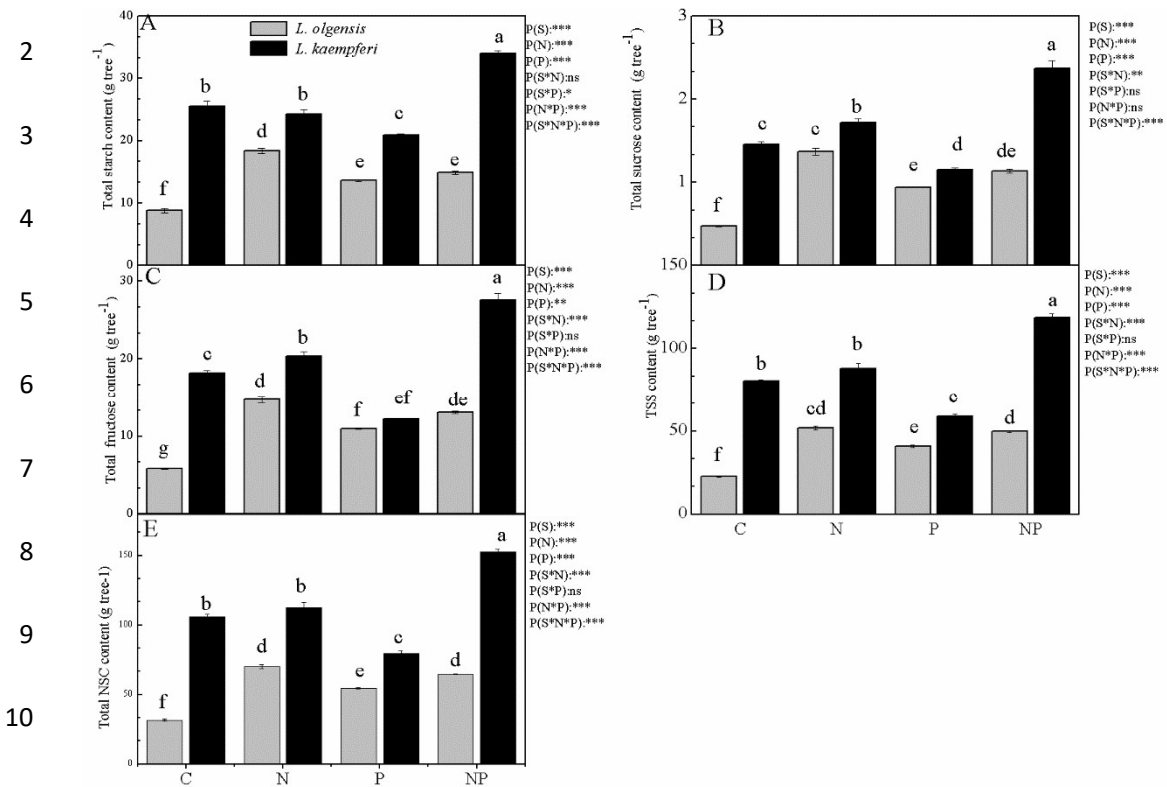 2
3
4
5
6
7
8
9
10
A
L. olgensis
L. kaempferi
Total starch content (g tree-1)
40
30
20
10
0
f
b
d
b
e
c
e
a
P(S):***
P(N):***
P(P):***
P(S*N):ns
P(S*P):*
P(N*P):***
P(S*N*P):***
B
Total sucrose content (g tree-1)
3
2
1
f
c
c
b
e
d
de
a
P(S):***
P(N):***
P(P):***
P(S*N):**
P(S*P):ns
P(N*P):ns
P(S*N*P):***
C
Total fructose content (g tree-1)
30
20
10
0
g
c
d
b
f
ef
de
a
P(S):***
P(N):***
P(P):**
P(S*N):***
P(S*P):ns
P(N*P):***
P(S*N*P):***
D
TSS content (g tree-1)
150
100
50
0
f
b
cd
b
e
c
d
a
C N P NP
P(S):***
P(N):***
P(P):***
P(S*N):***
P(S*P):ns
P(N*P):***
P(S*N*P):***
E
Total NSC content (g tree-1)
150
100
50
0
f
b
d
b
e
c
d
a
C N P NP
P(S):***
P(N):***
P(P):***
P(S*N):***
P(S*P):ns
P(N*P):***
P(S*N*P):***